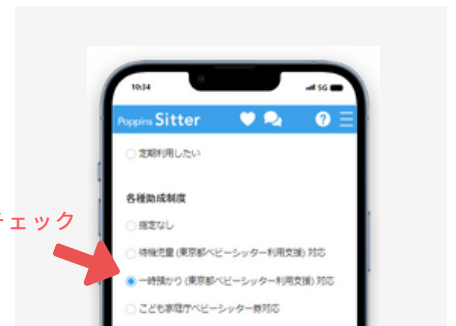 10:34
5G
Poppins Sitter
定期利用したい
各種助成制度
指定なし
待機児童 (東京都ベビーシッター利用支援) 対応
チェック
一時預かり (東京都ベビーシッター利用支援) 対応
こども家庭庁ベビーシッター券対応